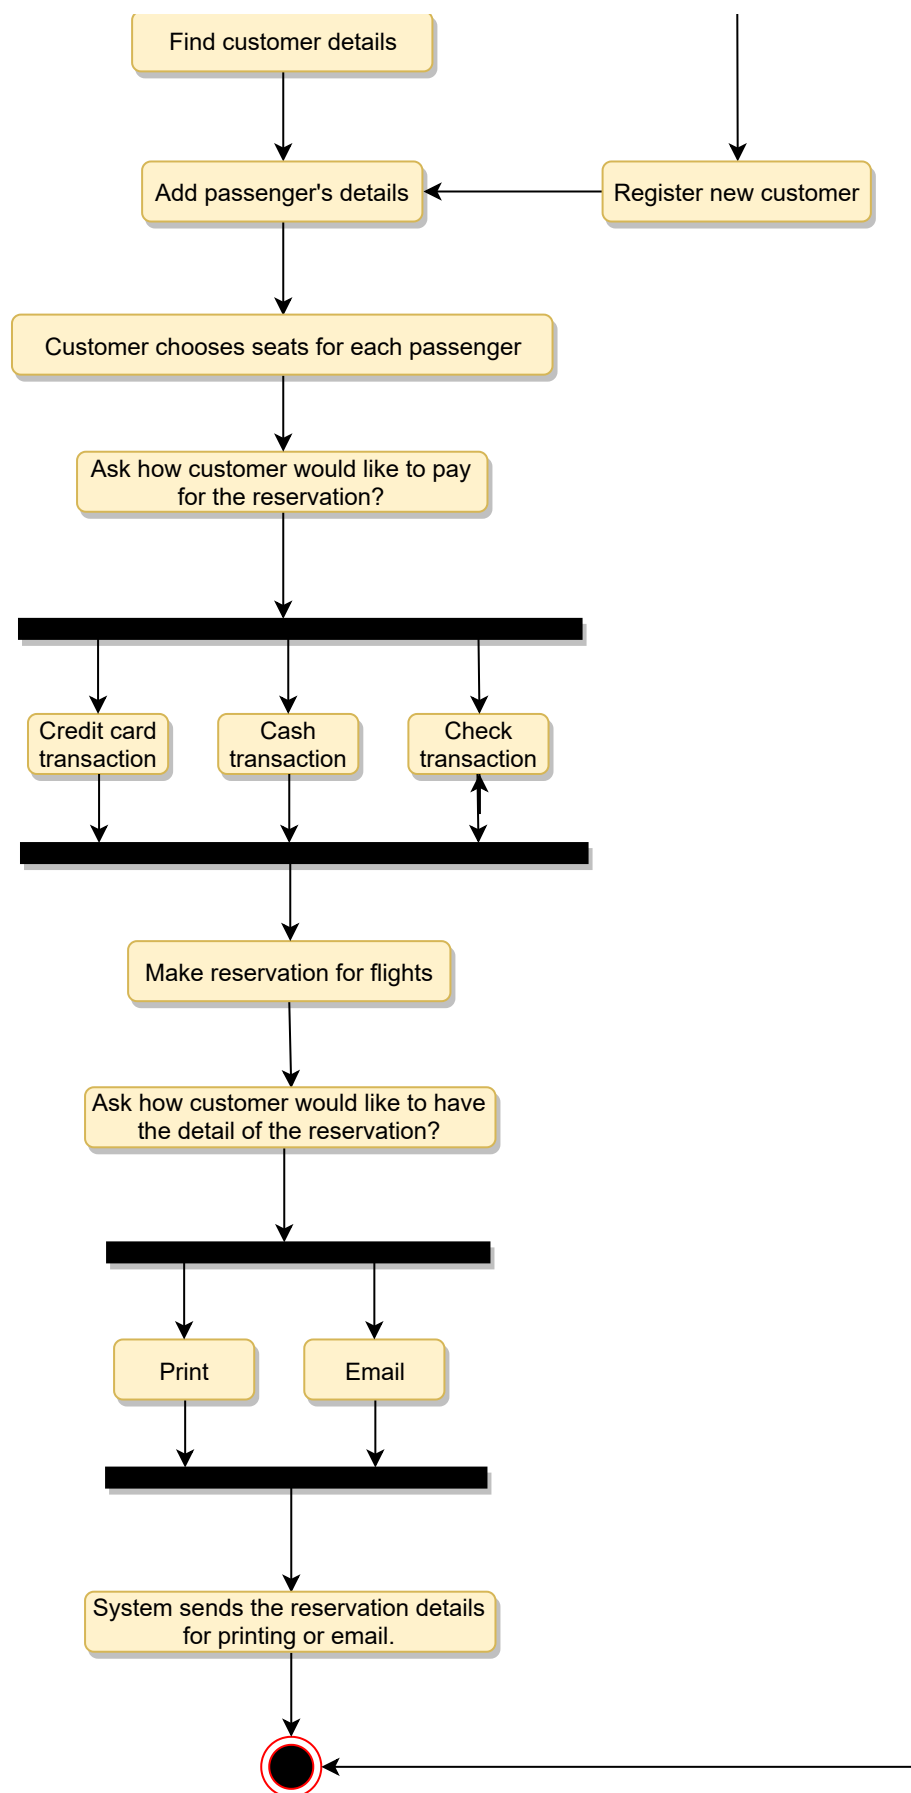 Find customer details
Add passenger's details
Register new customer
Customer chooses seats for each passenger
Ask how customer would like to pay
for the reservation?
Credit card
transaction
Cash
transaction
Check
transaction
Make reservation for flights
Ask how customer would like to have
the detail of the reservation?
Print
Email
System sends the reservation details
for printing or email.